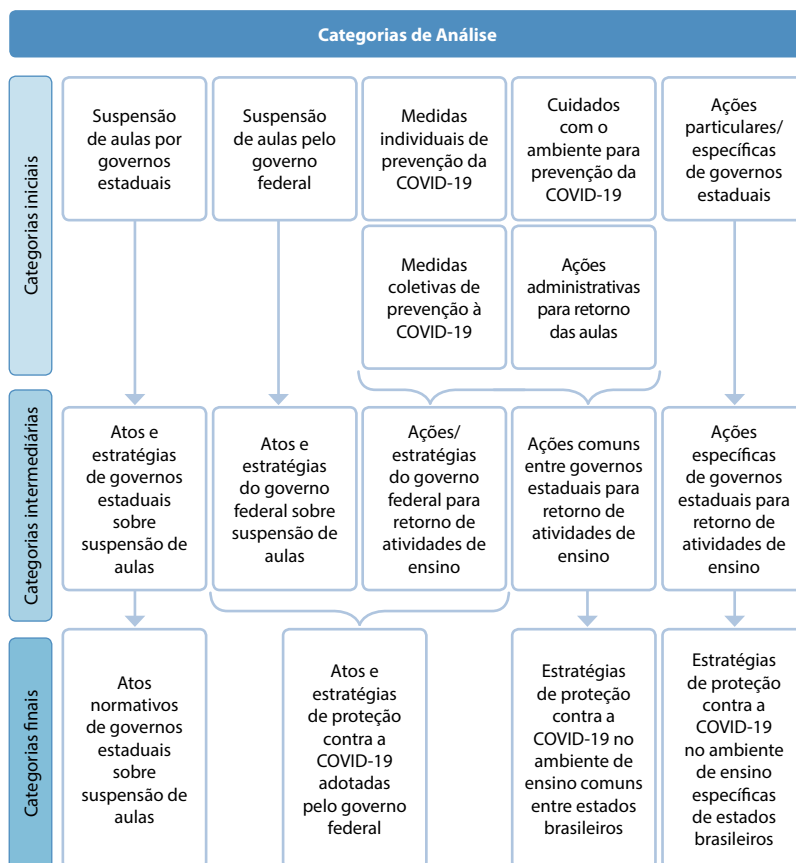 Categorias de Análise
Categorias iniciais
Suspensão
de aulas por
governos
estaduais
Suspensão
de aulas pelo
governo
federal
Medidas
individuais de
prevenção da
COVID-19
Cuidados
com o
ambiente para
prevenção da
COVID-19
Ações
particulares/
específicas
de governos
estaduais
Medidas
coletivas de
prevenção à
COVID-19
Ações
administrativas
para retorno
das aulas
Categorias intermediárias
Atos e
estratégias
de governos
estaduais
sobre
suspensão de
aulas
Atos e
estratégias
do governo
federal sobre
suspensão de
aulas
Ações/
estratégias
do governo
federal para
retorno de
atividades de
ensino
Ações comuns
entre governos
estaduais para
retorno de
atividades de
ensino
Ações
específicas
de governos
estaduais para
retorno de
atividades de
ensino
Categorias finais
Atos
normativos
de governos
estaduais
sobre
suspensão de
aulas
Atos e
estratégias
de proteção
contra a
COVID-19
adotadas
pelo governo
federal
Estratégias
de proteção
contra a
COVID-19 no
ambiente de
ensino comuns
entre estados
brasileiros
Estratégias
de proteção
contra a
COVID-19
no ambiente
de ensino
específicas
de estados
brasileiros